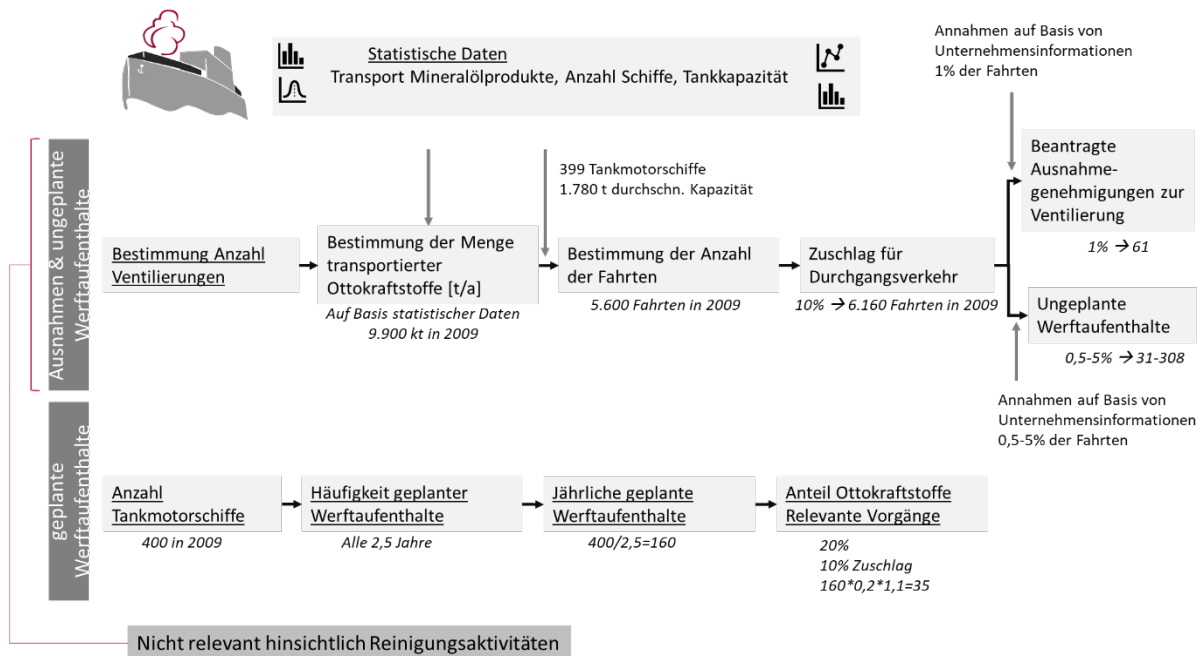 Statistische Daten
Transport Mineralölprodukte, Anzahl Schiffe, Tankkapazität
Annahmen auf Basis von
Unternehmensinformationen
1% der Fahrten
Ausnahmen & ungeplante
Werftaufenthalte
399 Tankmotorschiffe
1.780 t durchschn. Kapazität
Bestimmung Anzahl
Ventilierungen
Bestimmung der Menge
transportierter
Ottokraftstoffe [t/a]
Auf Basis statistischer Daten
9.900 kt in 2009
Bestimmung der Anzahl
der Fahrten
5.600 Fahrten in 2009
Zuschlag für
Durchgangsverkehr
10% → 6.160 Fahrten in 2009
Beantragte
Ausnahme-
genehmigungen zur
Ventilierung
1% → 61
Ungeplante
Werftaufenthalte
0,5-5% → 31-308
Annahmen auf Basis von
Unternehmensinformationen
0,5-5% der Fahrten
geplante
Werftaufenthalte
Anzahl
Tankmotorschiffe
400 in 2009
Häufigkeit geplanter
Werftaufenthalte
Alle 2,5 Jahre
Jährliche geplante
Werftaufenthalte
400/2,5=160
Anteil Ottokraftstoffe
Relevante Vorgänge
20%
10% Zuschlag
160*0,2*1,1=35
Nicht relevant hinsichtlich Reinigungsaktivitäten